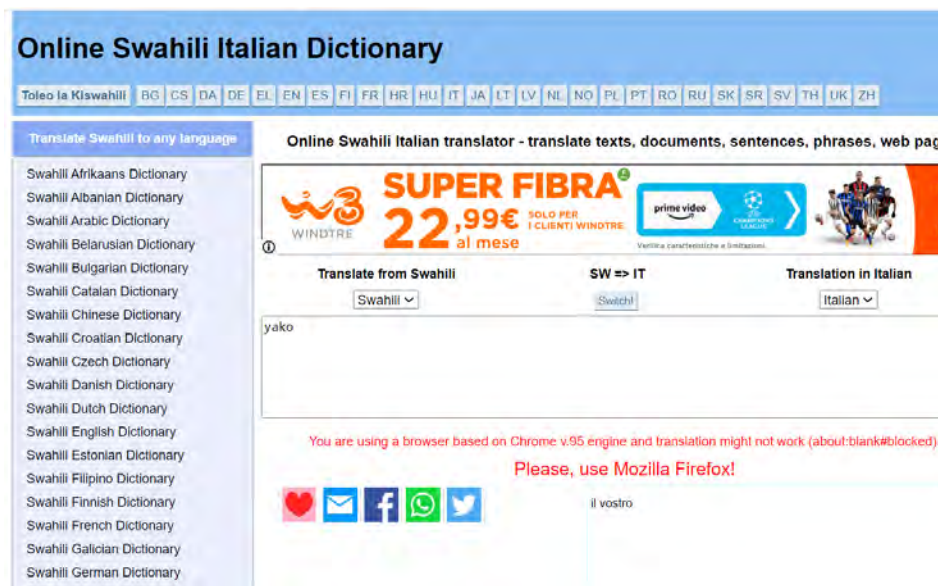 Online Swahili Italian Dictionary
Toleo la Kiswahili BG CS DA DE EL EN ES FI FR HR HU IT JA LT LV NL NO PL PT RO RU SK SR SV TH UK ZH
Translate Swahili to any language
Swahili Afrikaans Dictionary
Swahili Albanian Dictionary
Swahili Arabic Dictionary
Swahili Belarusian Dictionary
Swahili Bulgarian Dictionary
Swahili Catalan Dictionary
Swahili Chinese Dictionary
Swahili Croatian Dictionary
Swahili Czech Dictionary
Swahili Danish Dictionary
Swahili Dutch Dictionary
Swahili English Dictionary
Swahili Estonian Dictionary
Swahili Filipino Dictionary
Swahili Finnish Dictionary
Swahili French Dictionary
Swahili Galician Dictionary
Swahili German Dictionary
Online Swahili Italian translator - translate texts, documents, sentences, phrases, web pag
WINDTRE
SUPER FIBRA
22,99€ al mese
SOLO PER
I CLIENTI WINDTRE
prime video
CHAMPIONS
LEAGUE
Verifica caratteristiche e limitazioni.
Translate from Swahili SW => IT Translation in Italian
Swahili Switch! Italian
yako
You are using a browser based on Chrome v.95 engine and translation might not work (about:blank#blocked)
Please, use Mozilla Firefox!
il vostro